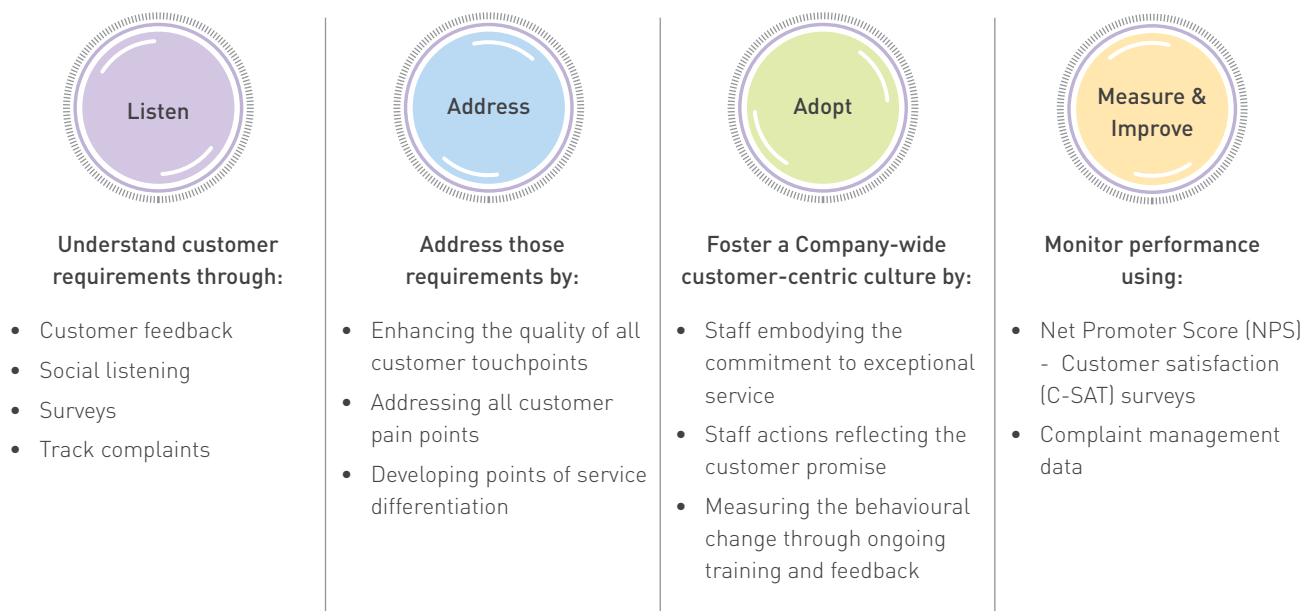 Listen
Understand customer
requirements through:
• Customer feedback
• Social listening
• Surveys
• Track complaints
Address
Address those
requirements by:
• Enhancing the quality of all
customer touchpoints
• Addressing all customer
pain points
• Developing points of service
differentiation
Adopt
Foster a Company-wide
customer-centric culture by:
• Staff embodying the
commitment to exceptional
service
• Staff actions reflecting the
customer promise
• Measuring the behavioural
change through ongoing
training and feedback
Measure &
Improve
Monitor performance
using:
• Net Promoter Score (NPS)
- Customer satisfaction
(C-SAT) surveys
• Complaint management
data